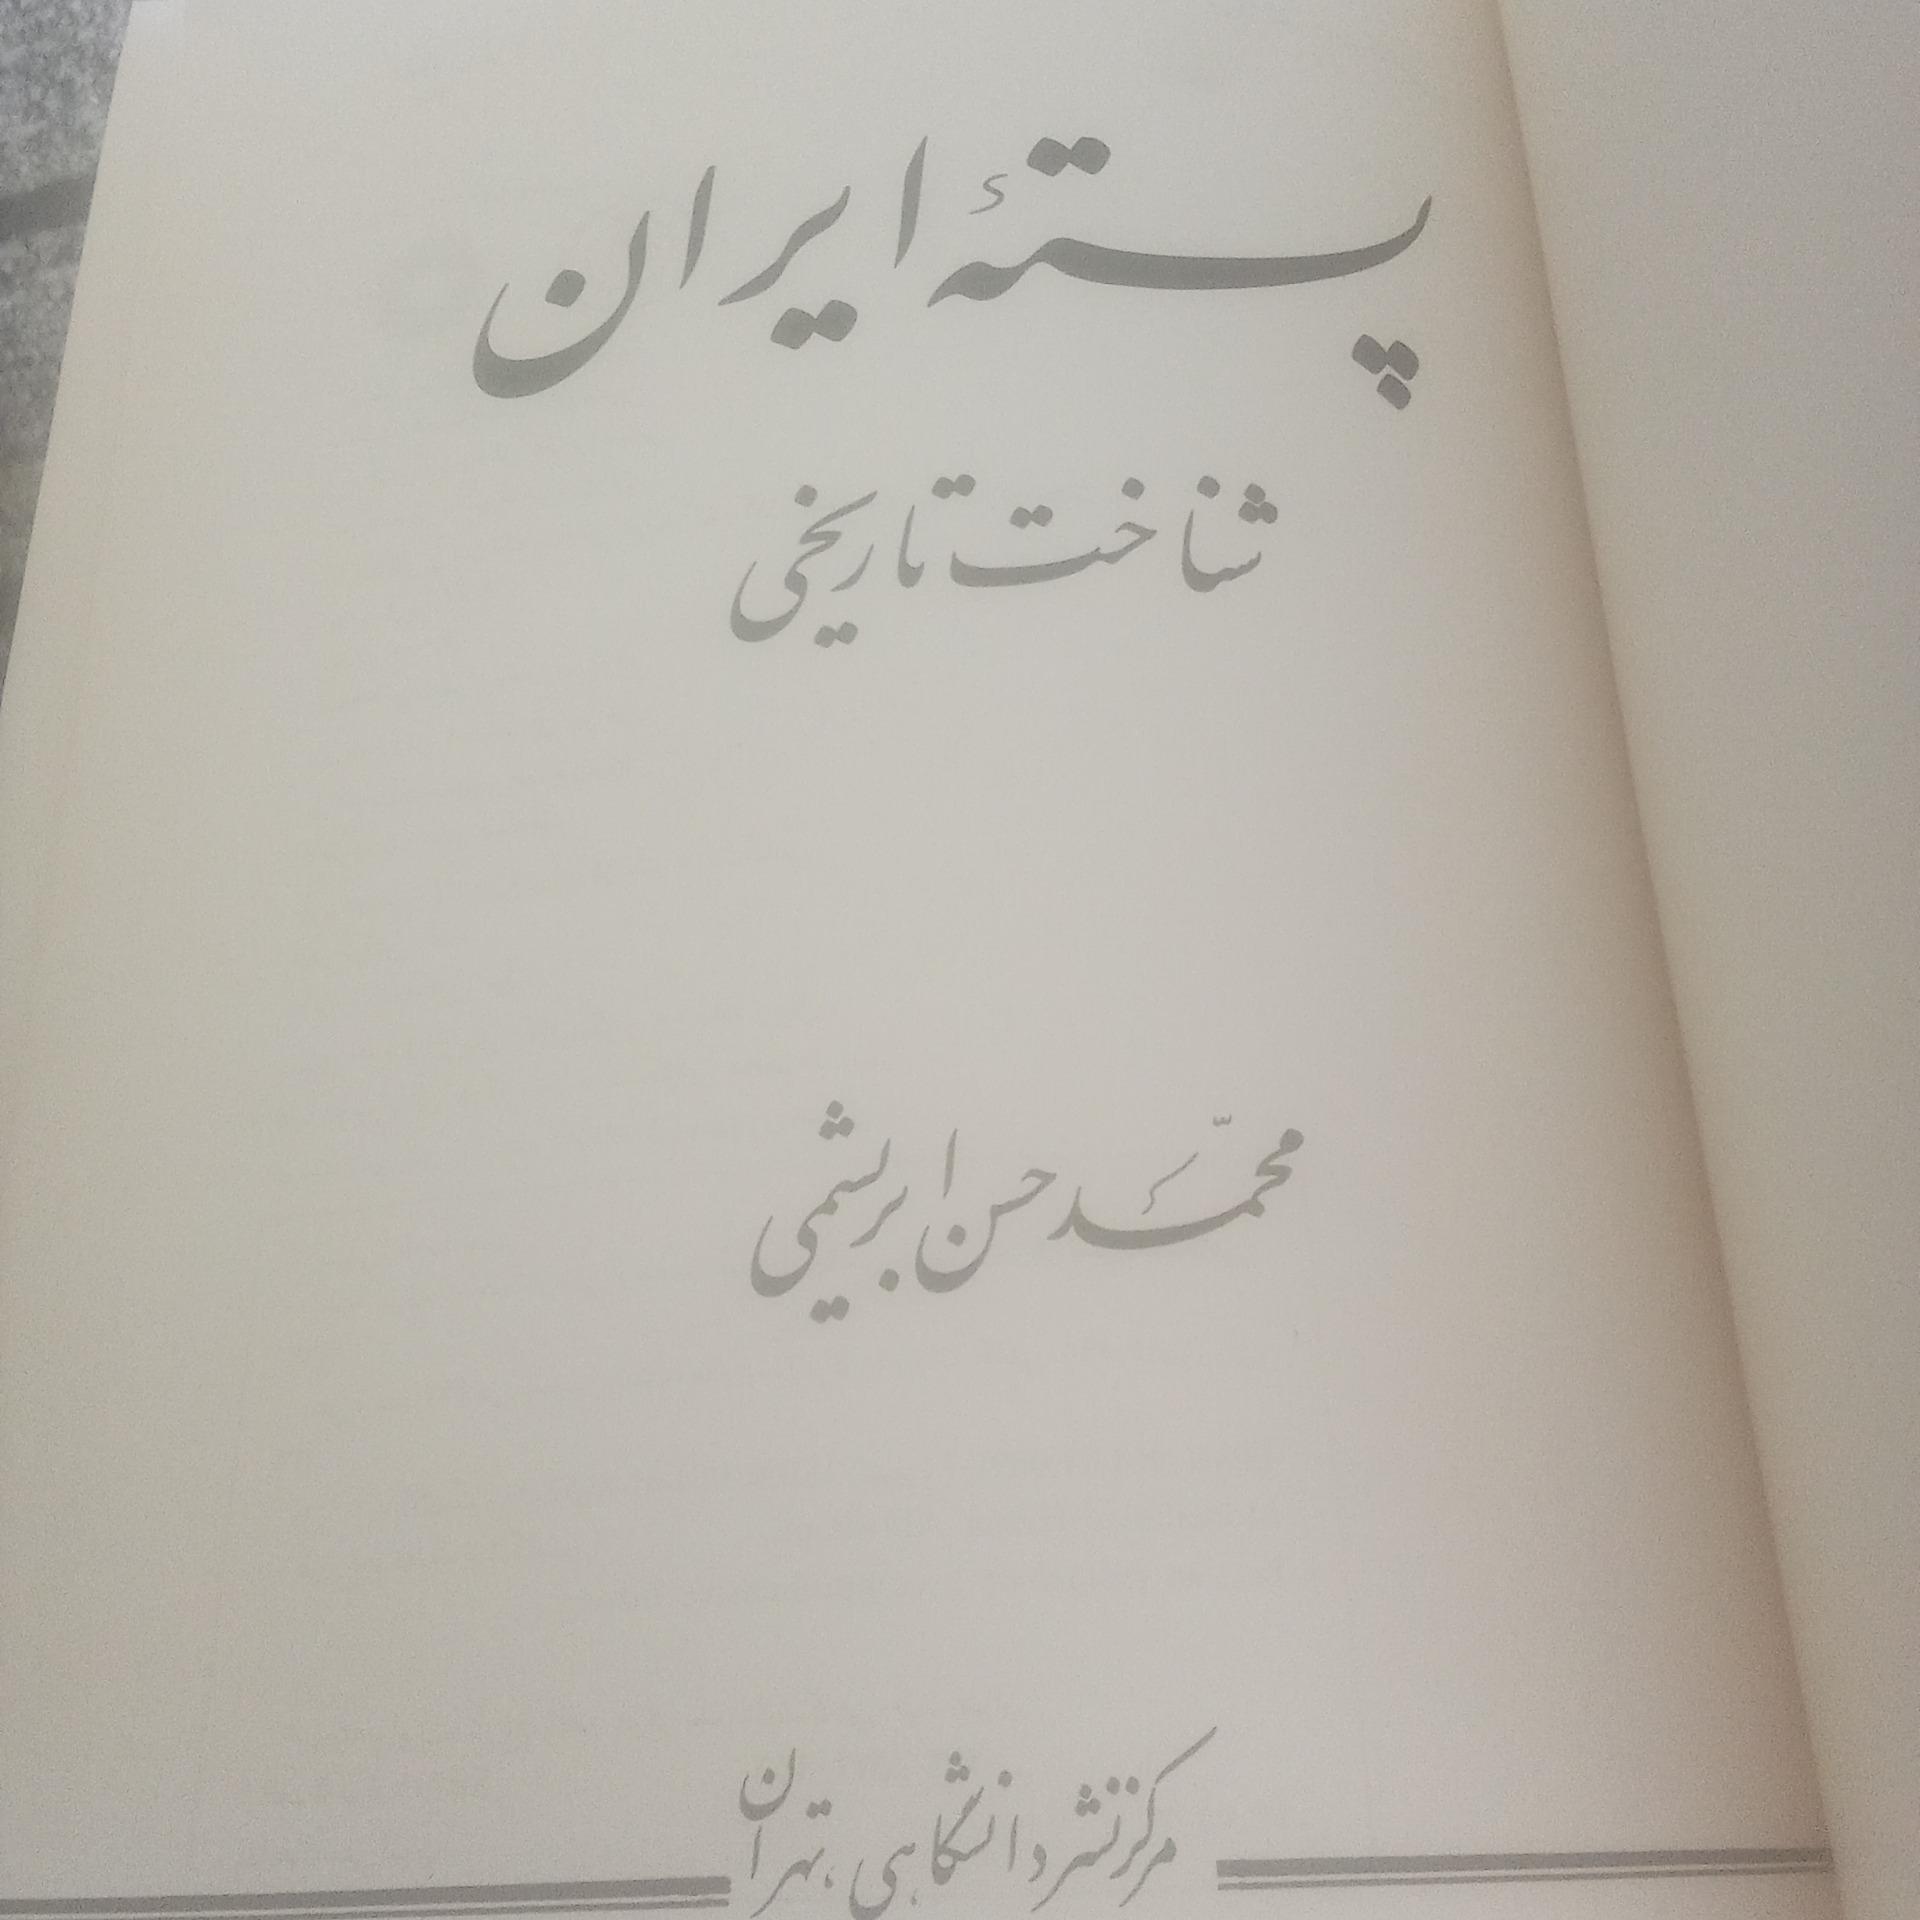 پستهٔ ایران
شناخت تاریخی
محمّد حسن ابریشمی
مرکز نشر دانشگاهی، تهران